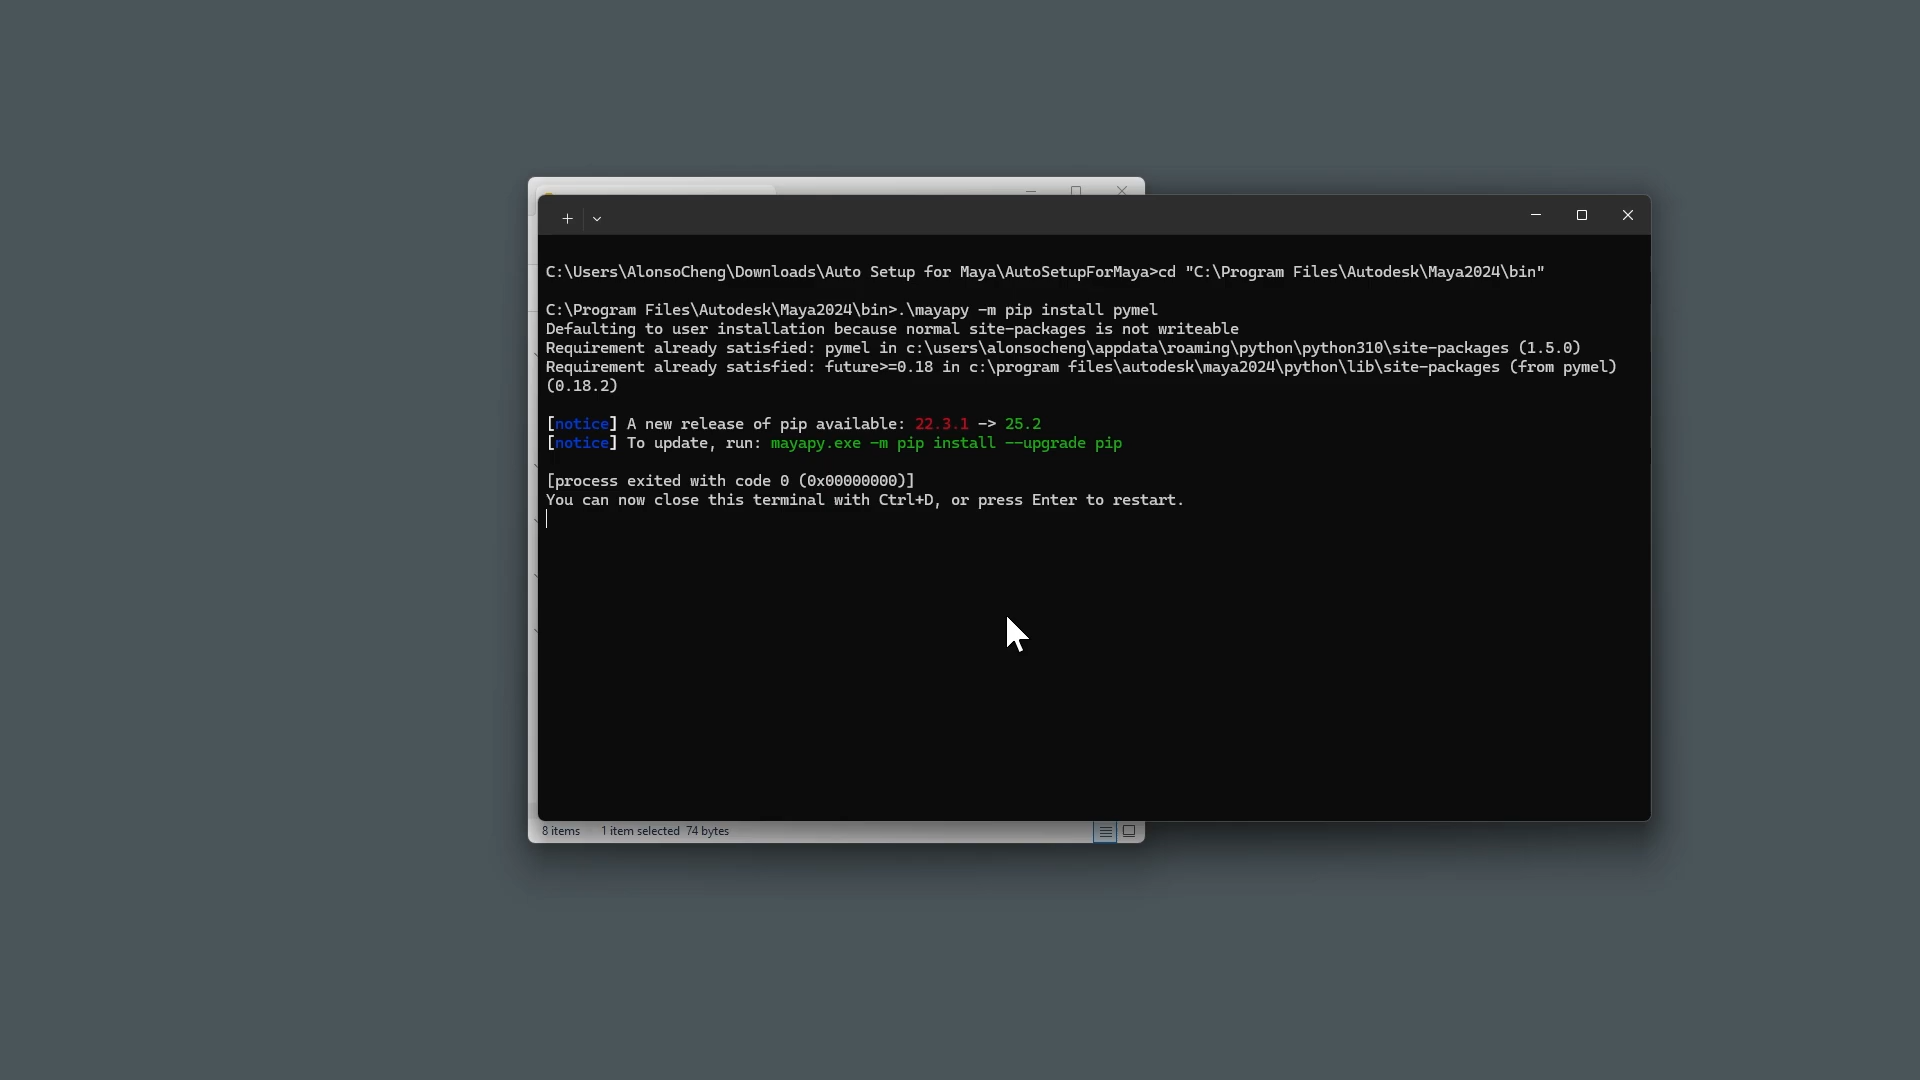 C:\Users\AlonsoCheng\Downloads\Auto Setup for Maya\AutoSetupForMaya>cd "C:\Program Files\Autodesk\Maya2024\bin"
C:\Program Files\Autodesk\Maya2024\bin>.\mayapy -m pip install pymel
Defaulting to user installation because normal site-packages is not writeable
Requirement already satisfied: pymel in c:\users\alonsocheng\appdata\roaming\python\python310\site-packages (1.5.0)
Requirement already satisfied: future>=0.18 in c:\program files\autodesk\maya2024\python\lib\site-packages (from pymel)
(0.18.2)
[notice] A new release of pip available: 22.3.1 -> 25.2
[notice] To update, run: mayapy.exe -m pip install --upgrade pip
[process exited with code 0 (0x00000000)]
You can now close this terminal with Ctrl+D, or press Enter to restart.
8 items 1 item selected 74 bytes